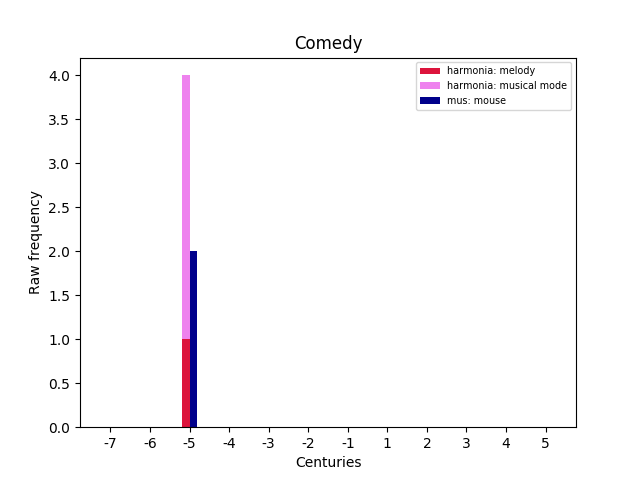 Comedy
harmonia: melody
harmonia: musical mode
mus: mouse
Raw frequency
4.0
3.5
3.0
2.5
2.0
1.5
1.0
0.5
0.0
-7 -6 -5 -4 -3 -2 -1 1 2 3 4 5
Centuries